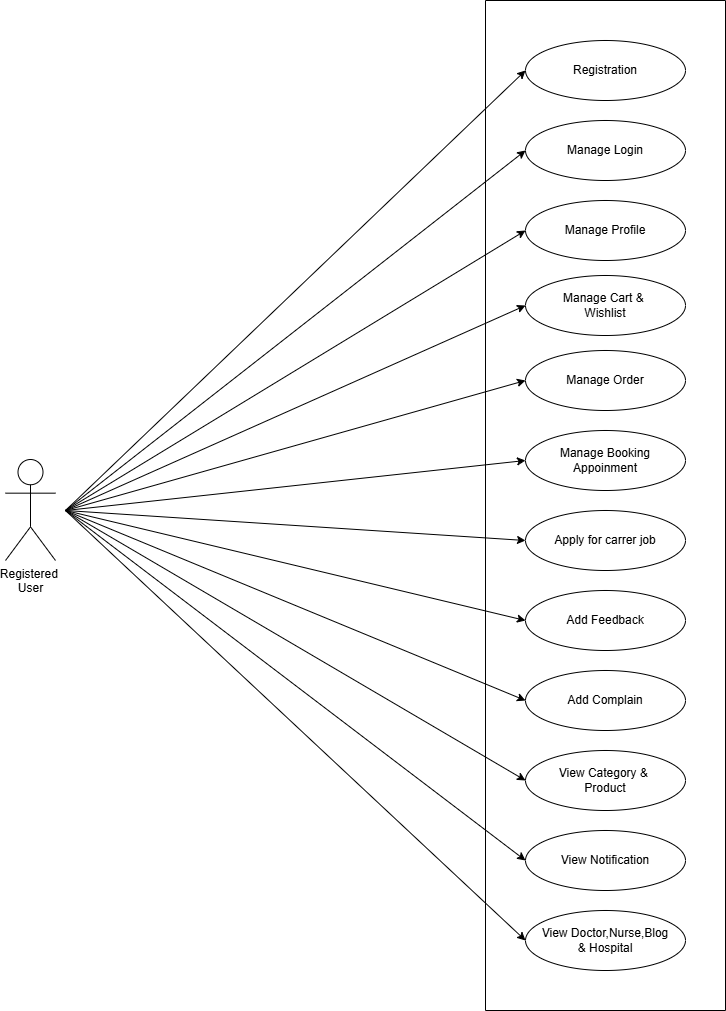 Registration
Manage Login
Manage Profile
Manage Cart &
Wishlist
Manage Order
Manage Booking
Appoinment
Apply for carrer job
Add Feedback
Add Complain
View Category &
Product
View Notification
View Doctor,Nurse,Blog
& Hospital
Registered
User